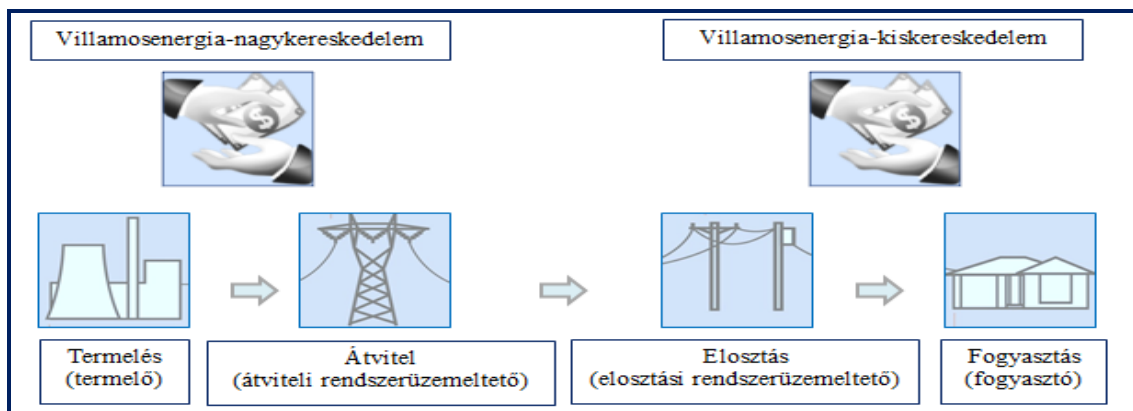 Villamosenergia-nagykereskedelem
Villamosenergia-kiskereskedelem
$
$
Termelés
(termelő)
Átvitel
(átviteli rendszerüzemeltető)
Elosztás
(elosztási rendszerüzemeltető)
Fogyasztás
(fogyasztó)